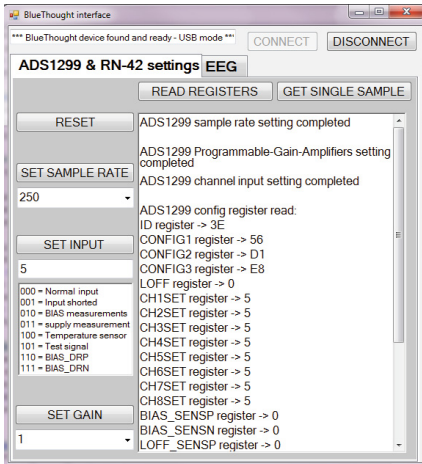 BlueThought interface
*** BlueThought device found and ready - USB mode **
CONNECT
DISCONNECT
ADS1299 & RN-42 settings
EEG
READ REGISTERS
GET SINGLE SAMPLE
RESET
SET SAMPLE RATE
250
SET INPUT
5
000 = Normal input
001 = Input shorted
010 = BIAS measurements
011 = supply measurement
100 = Temperature sensor
101 = Test signal
110 = BIAS_DRP
111 = BIAS_DRN
SET GAIN
1
ADS1299 sample rate setting completed
ADS1299 Programmable-Gain-Amplifiers setting
completed
ADS1299 channel input setting completed
ADS1299 config register read:
ID register -> 3E
CONFIG1 register -> 56
CONFIG2 register -> D1
CONFIG3 register -> E8
LOFF register -> 0
CH1SET register -> 5
CH2SET register -> 5
CH3SET register -> 5
CH4SET register -> 5
CH5SET register -> 5
CH6SET register -> 5
CH7SET register -> 5
CH8SET register -> 5
BIAS_SENSP register -> 0
BIAS_SENSN register -> 0
LOFF_SENSP register -> 0